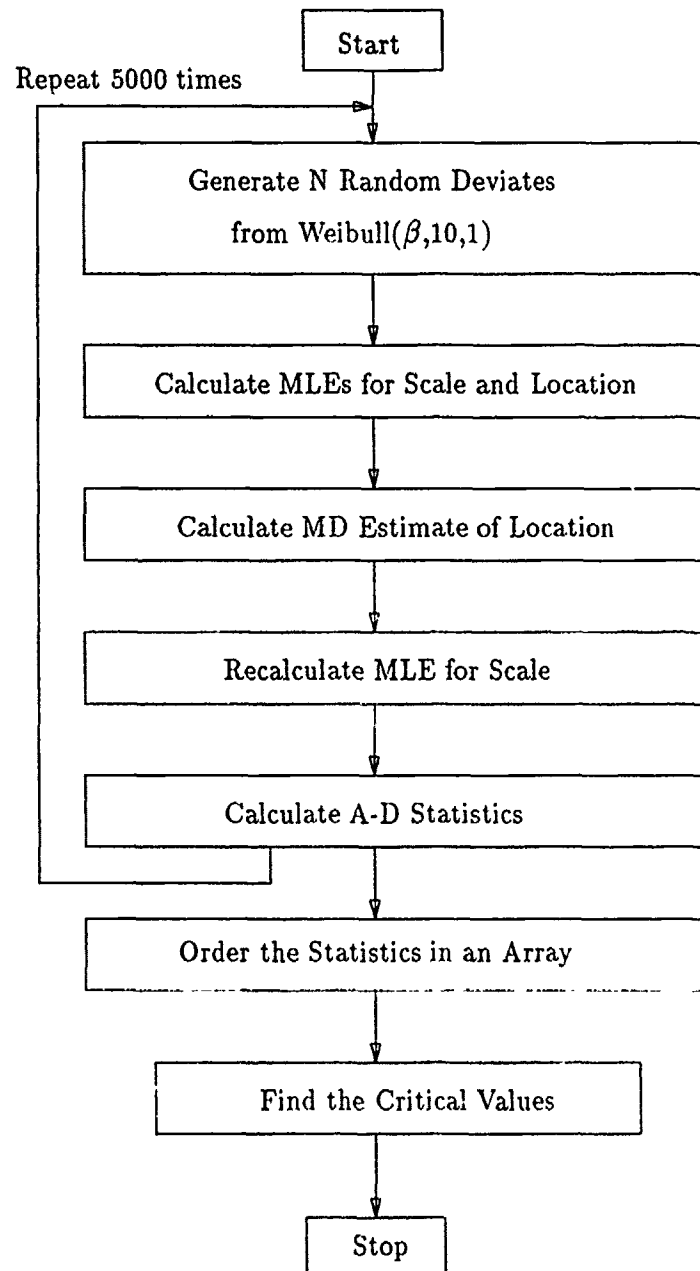 Start
Repeat 5000 times
Generate N Random Deviates
from Weibull(β,10,1)
Calculate MLEs for Scale and Location
Calculate MD Estimate of Location
Recalculate MLE for Scale
Calculate A-D Statistics
Order the Statistics in an Array
Find the Critical Values
Stop